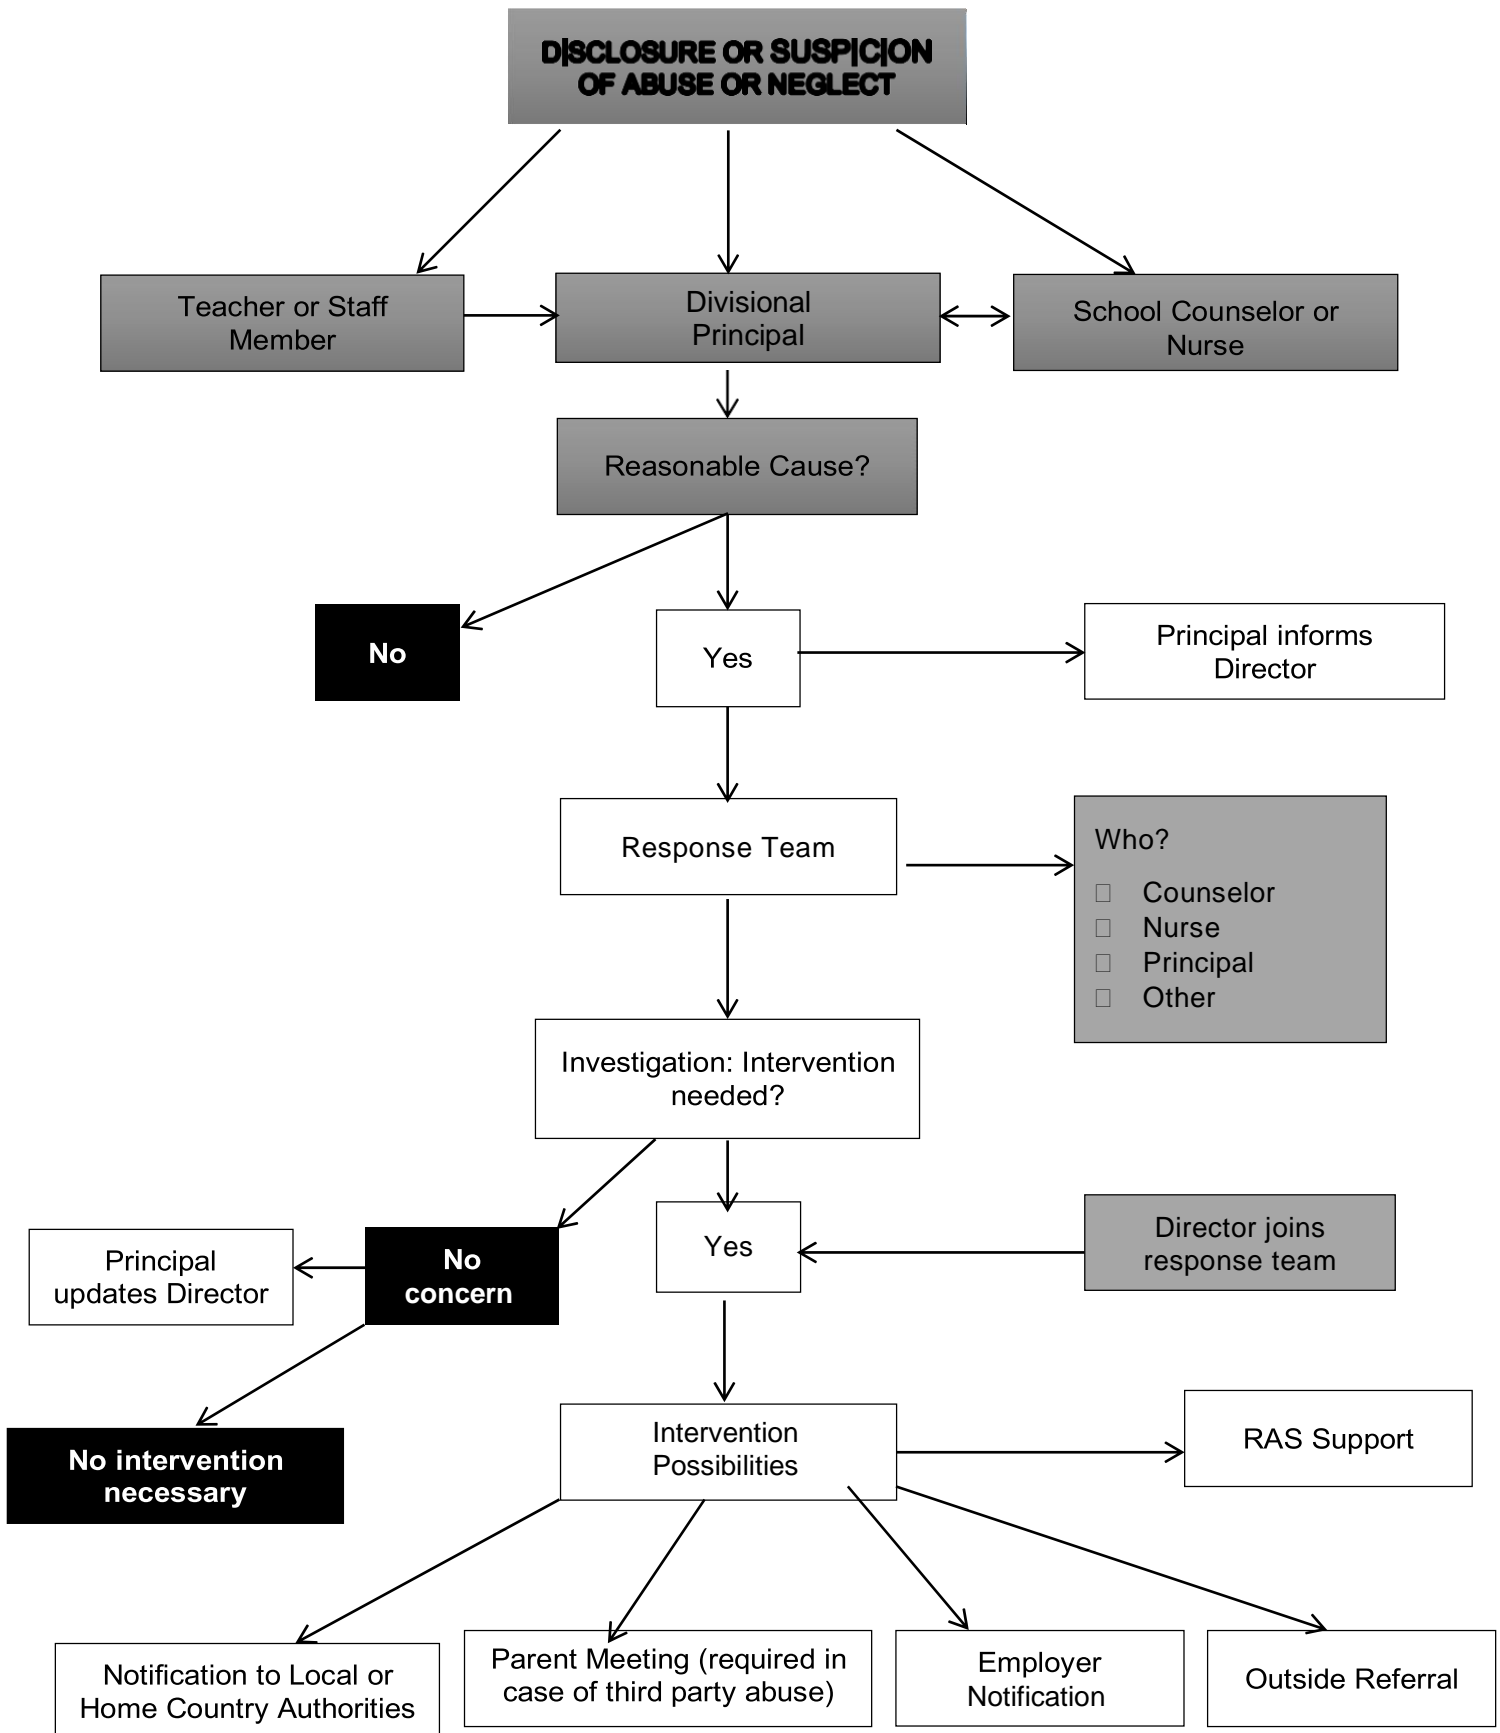 DISCLOSURE OR SUSPICION
OF ABUSE OR NEGLECT
Teacher or Staff
Member
Divisional
Principal
School Counselor or
Nurse
Reasonable Cause?
No
Yes
Principal informs
Director
Response Team
Who?
Counselor
Nurse
Principal
Other
Investigation: Intervention
needed?
Principal
updates Director
No
concern
Yes
Director joins
response team
No intervention
necessary
Intervention
Possibilities
RAS Support
Notification to Local or
Home Country Authorities
Parent Meeting (required in
case of third party abuse)
Employer
Notification
Outside Referral